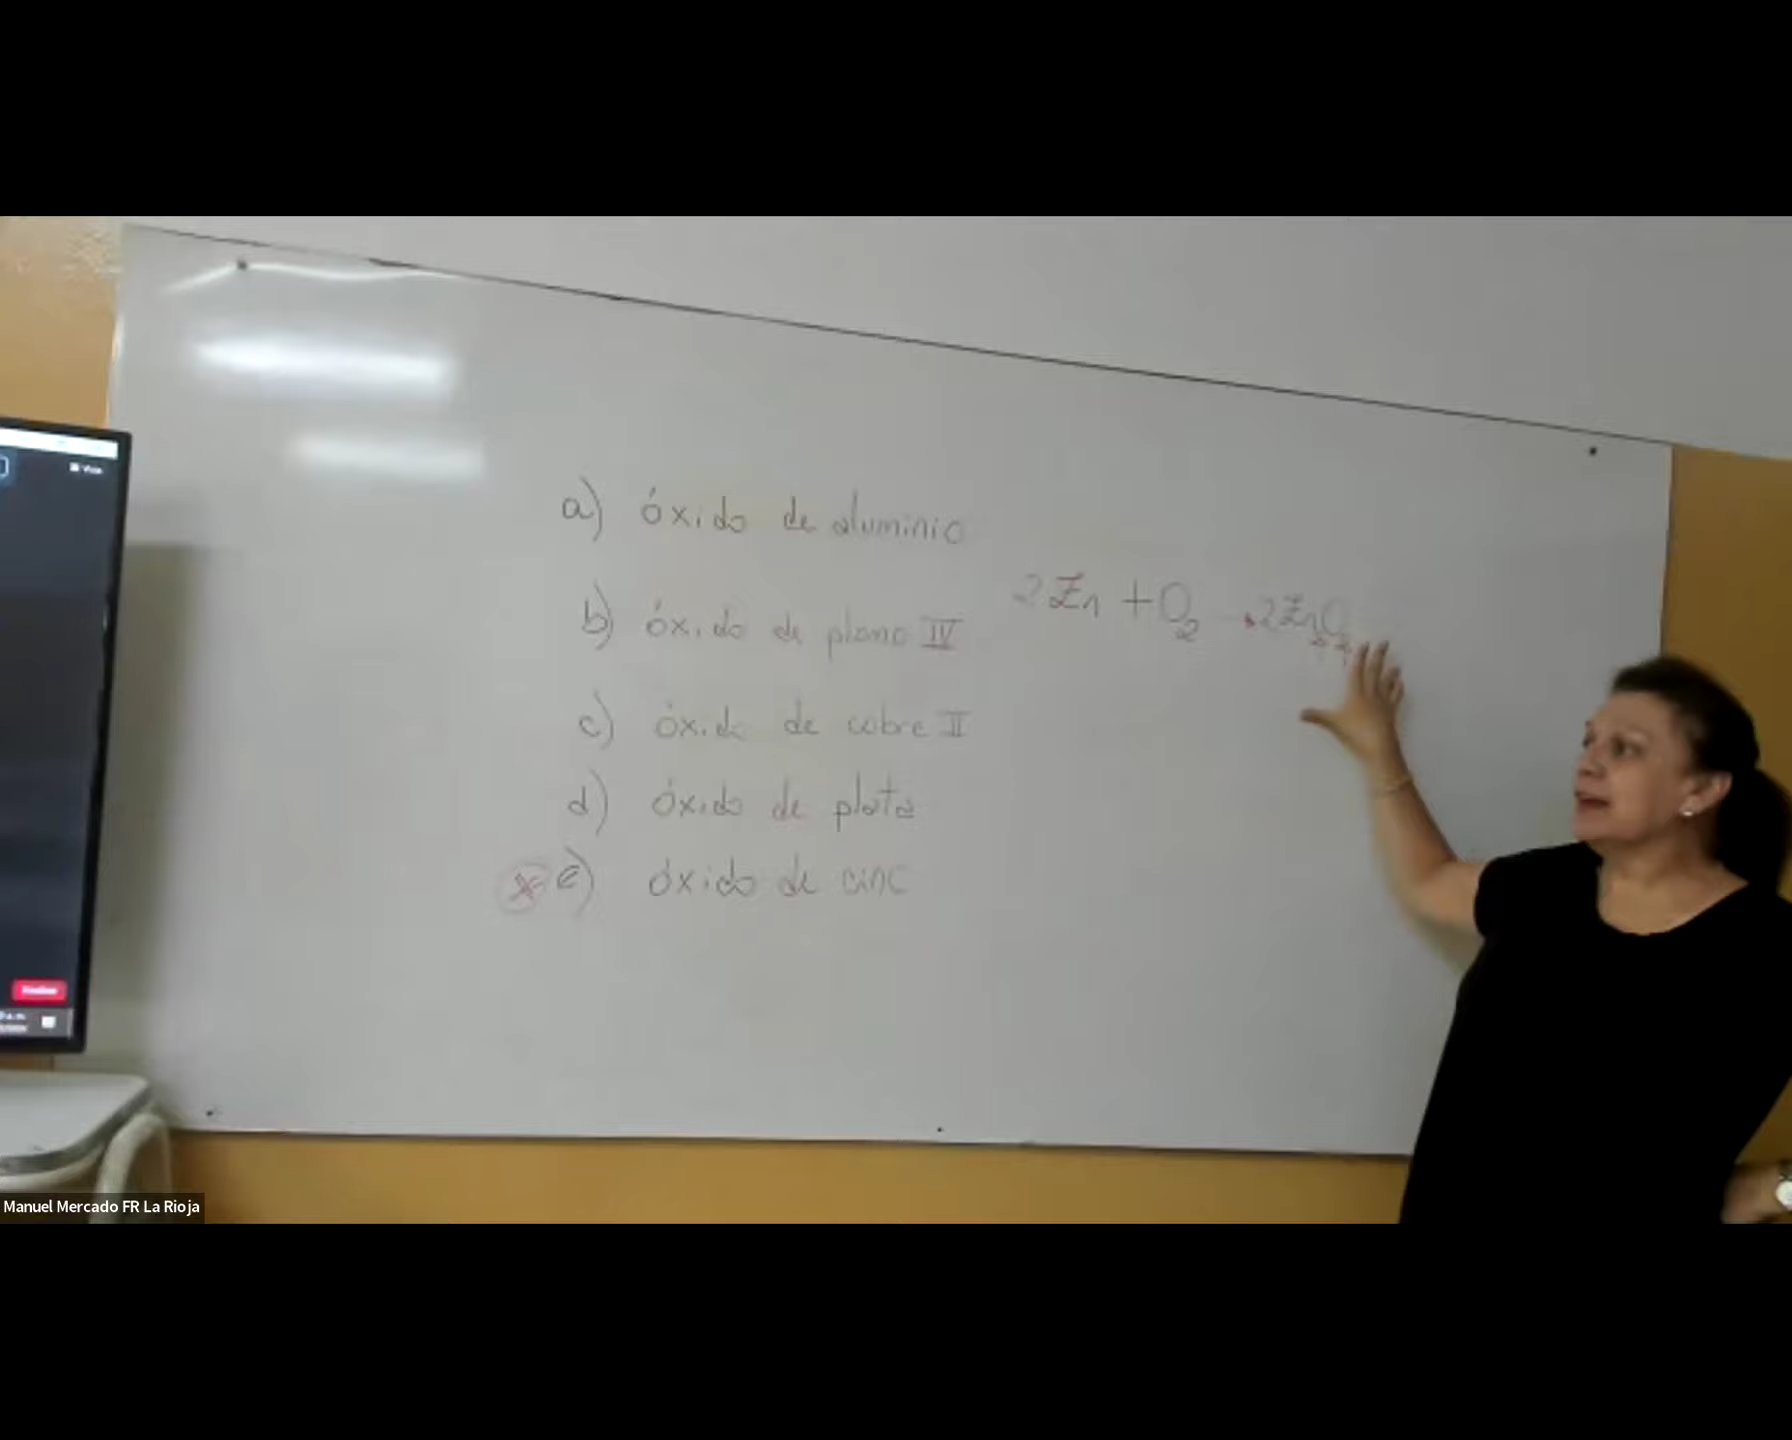 a) óxido de aluminio
b) óxido de plomo IV
2Zn + O2 → 2Zn2O2
c) óxido de cobre II
d) óxido de plata
x e) óxido de cinc
Manuel Mercado FR La Rioja